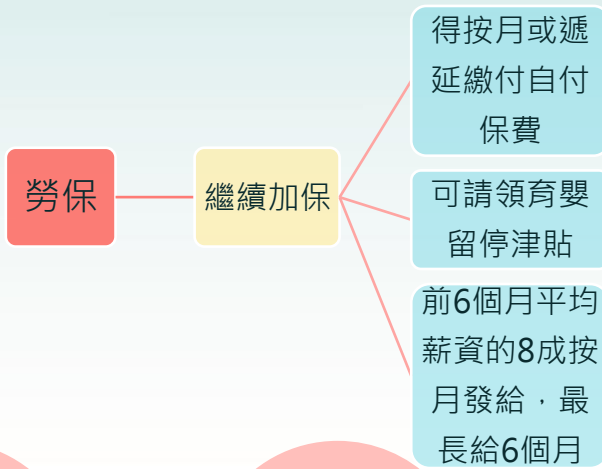 勞保
繼續加保
得按月或遞
延繳付自付
保費
可請領育嬰
留停津貼
前6個月平均
薪資的8成按
月發給，最
長給6個月